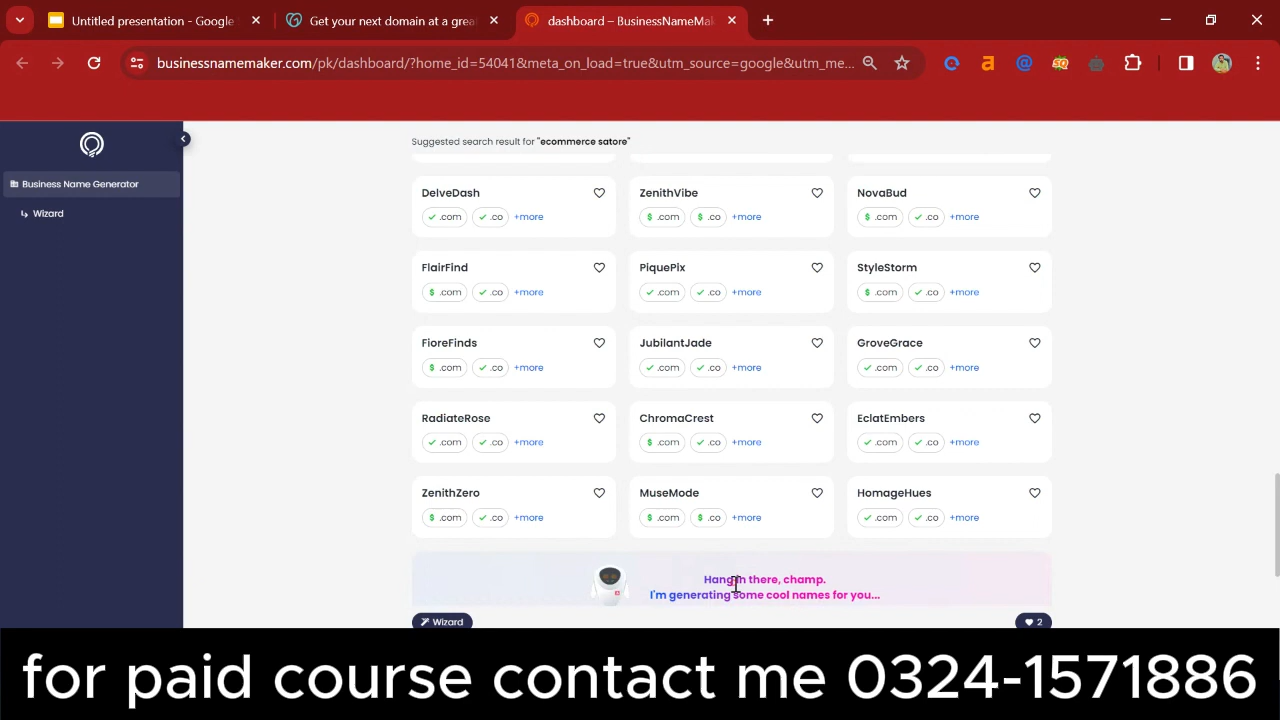 Untitled presentation - Google
Get your next domain at a grea
dashboard – BusinessNameMak
businessnamemaker.com/pk/dashboard/?home_id=54041&meta_on_load=true&utm_source=google&utm_me...
Business Name Generator
Wizard
Suggested search result for "ecommerce satore"
DelveDash ZenithVibe NovaBud
.com .co +more $ .com $ .co +more $ .com .co +more
FlairFind PiquePix StyleStorm
$ .com .co +more .com .co +more $ .com .co +more
FioreFinds JubilantJade GroveGrace
$ .com .co +more .com .co +more .com .co +more
RadiateRose ChromaCrest EclatEmbers
.com .co +more $ .com .co +more .com .co +more
ZenithZero MuseMode HomageHues
$ .com .co +more $ .com $ .co +more .com .co +more
Hang in there, champ.
I'm generating some cool names for you...
Wizard 2
for paid course contact me 0324-1571886